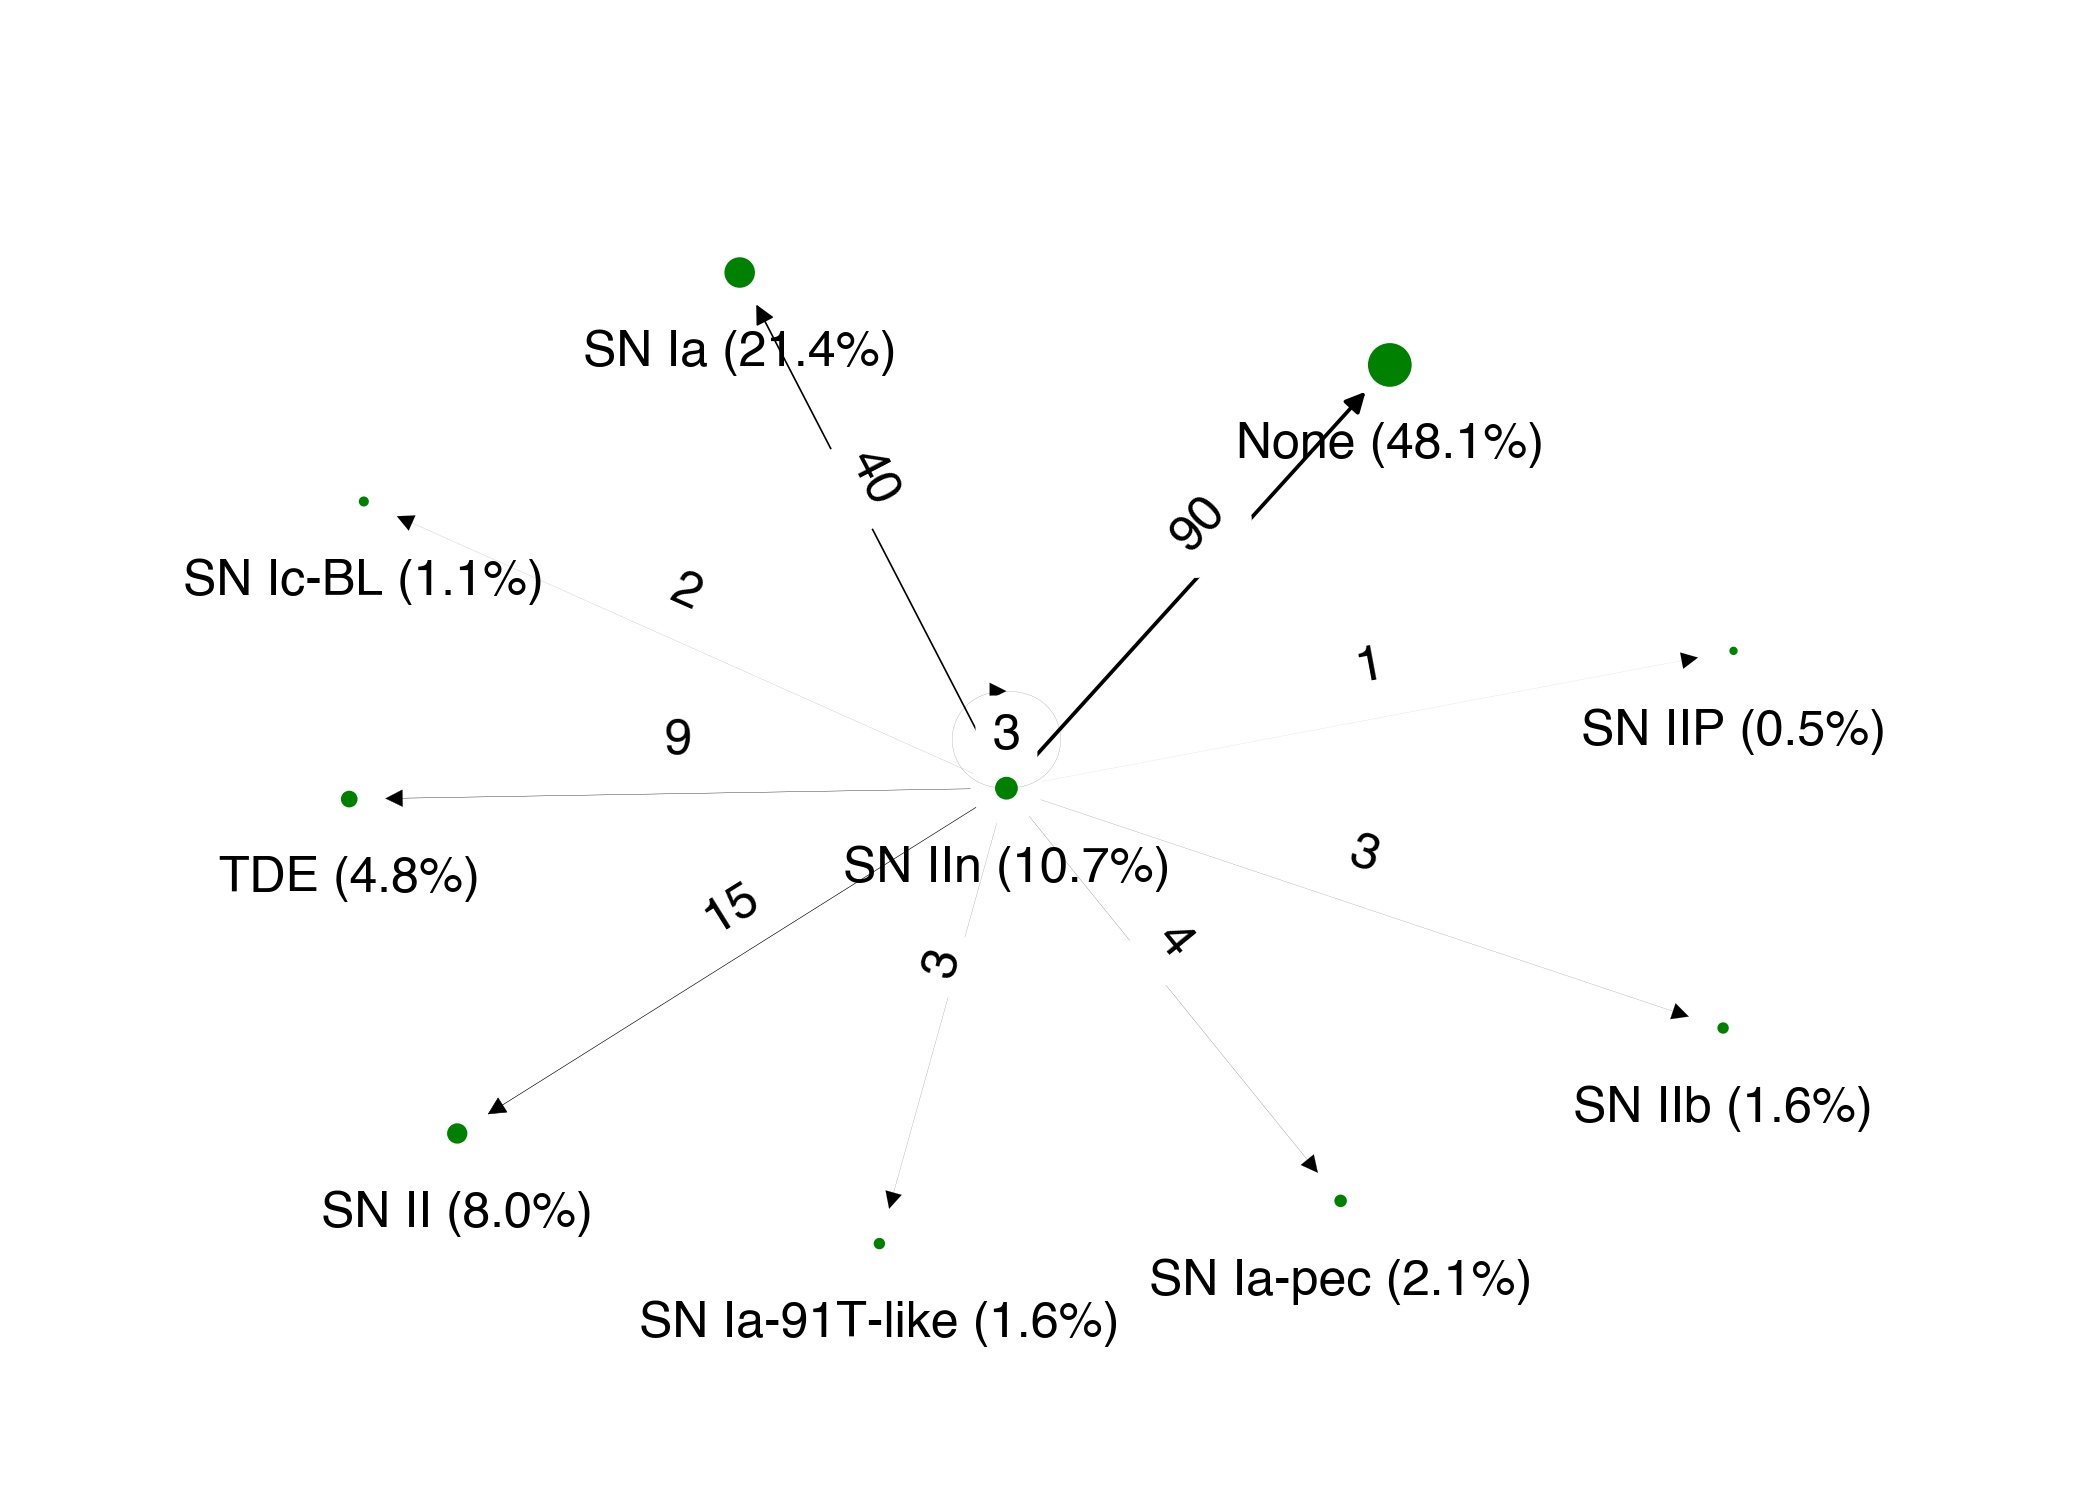 SN Ia (21.4%)
None (48.1%)
40
90
SN Ic-BL (1.1%)
2
1
9
3
SN IIP (0.5%)
TDE (4.8%)
SN IIn (10.7%)
3
15
3
4
SN IIb (1.6%)
SN II (8.0%)
SN Ia-pec (2.1%)
SN Ia-91T-like (1.6%)